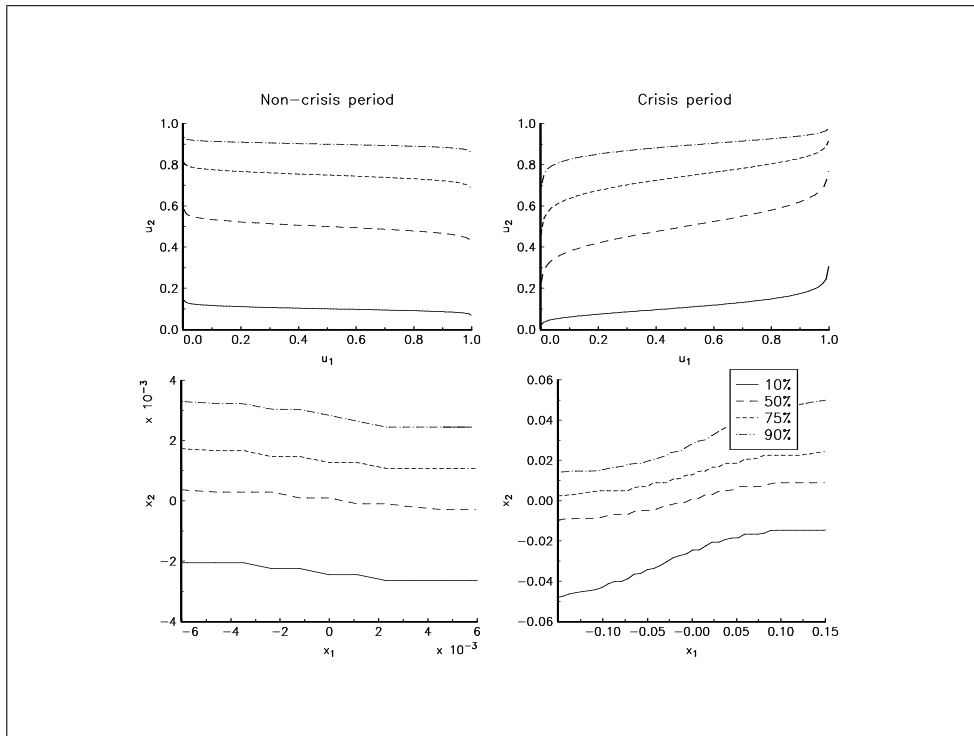 Non-crisis period
Crisis period
1.0
0.8
0.6
0.4
0.2
0.0
u2
0.0 0.2 0.4 0.6 0.8 1.0
u1
1.0
0.8
0.6
0.4
0.2
0.0
u2
0.0 0.2 0.4 0.6 0.8 1.0
u1
x 10−3
4
2
0
−2
−4
x2
−6 −4 −2 0 2 4 6
x1
x 10−3
0.06
0.04
0.02
0.00
−0.02
−0.04
−0.06
x2
10%
50%
75%
90%
−0.10 −0.05 −0.00 0.05 0.10 0.15
x1